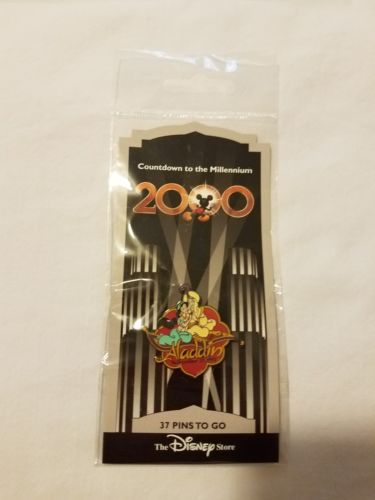 Countdown to the Millennium
2000
Aladdin
37 PINS TO GO
The Disney Store